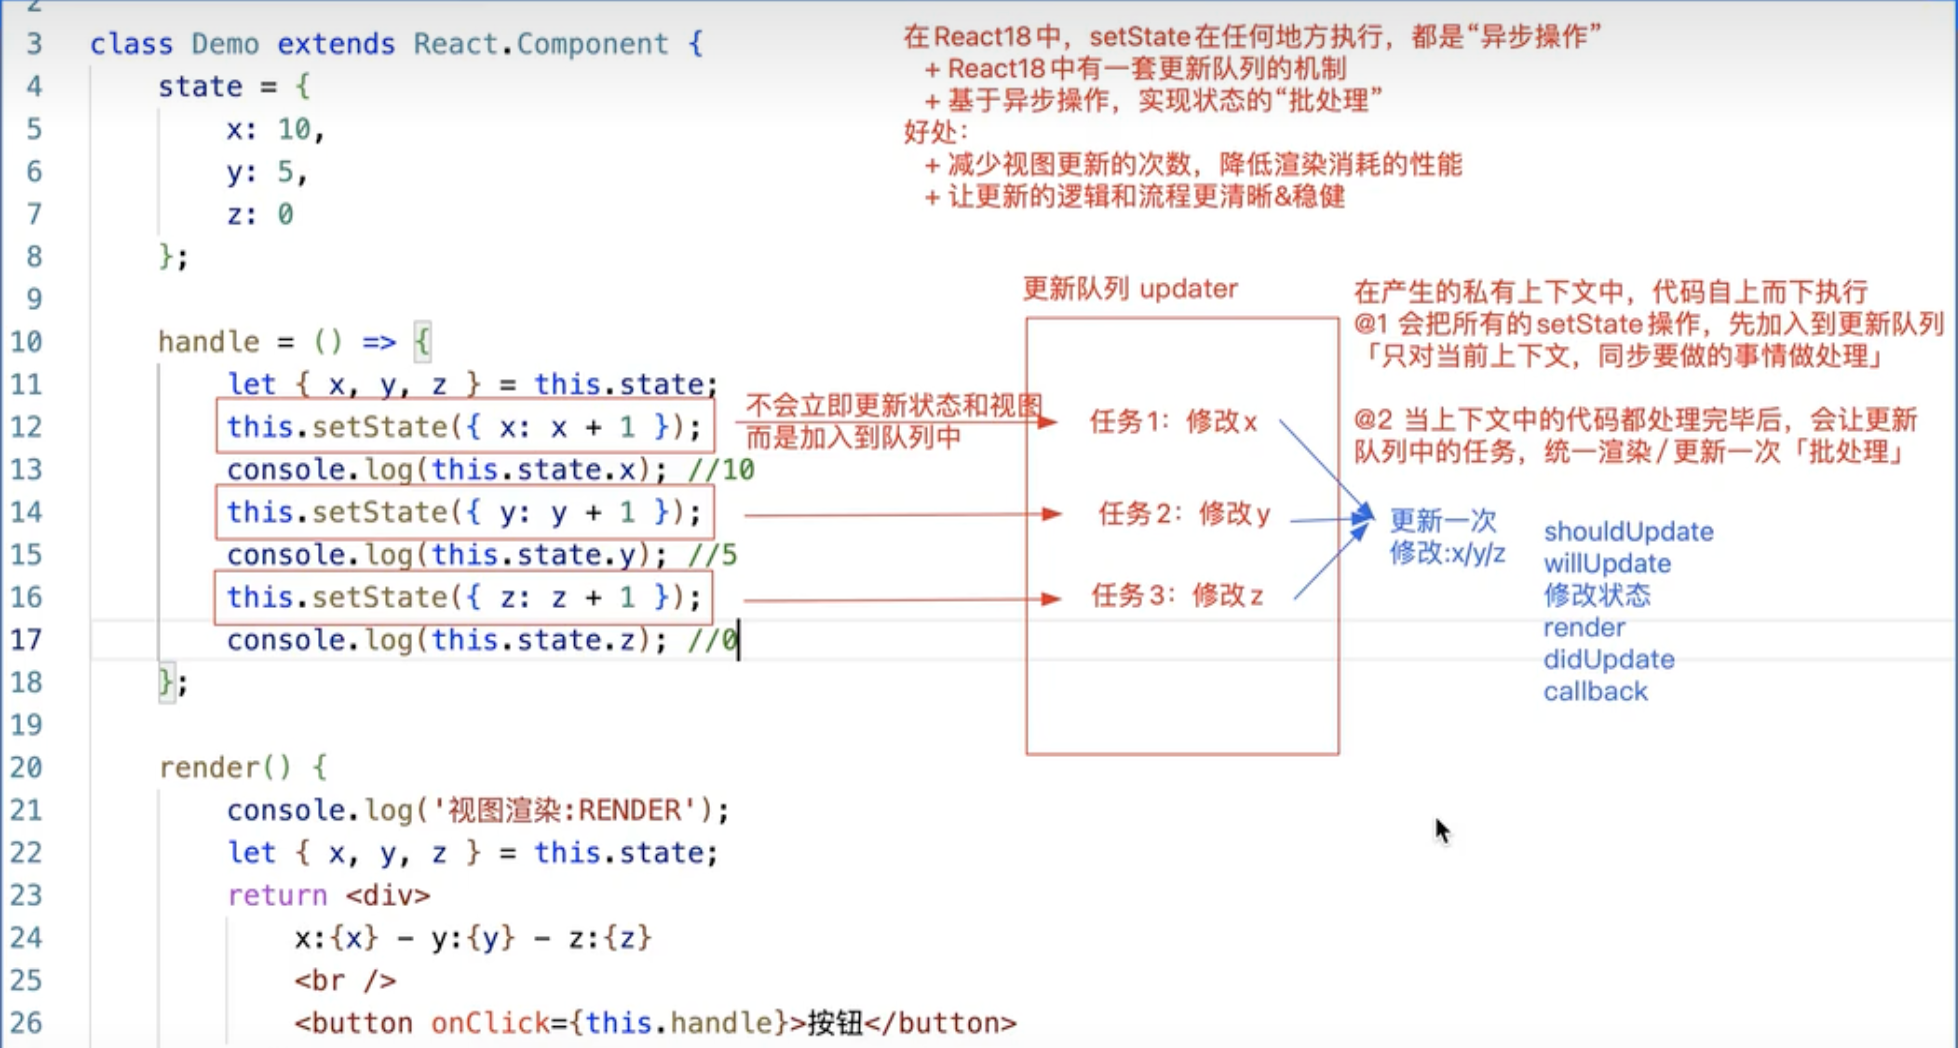 2
3 class Demo extends React.Component {
4 state = {
5 x: 10,
6 y: 5,
7 z: 0
8 };
9
10 handle = () => {
11 let { x, y, z } = this.state;
12 this.setState({ x: x + 1 });
13 console.log(this.state.x); //10
14 this.setState({ y: y + 1 });
15 console.log(this.state.y); //5
16 this.setState({ z: z + 1 });
17 console.log(this.state.z); //0
18 };
19
20 render() {
21 console.log('视图渲染:RENDER');
22 let { x, y, z } = this.state;
23 return <div>
24 x:{x} - y:{y} - z:{z}
25 <br />
26 <button onClick={this.handle}>按钮</button>
在React18中，setState在任何地方执行，都是“异步操作”
+ React18中有一套更新队列的机制
+ 基于异步操作，实现状态的“批处理”
好处：
+ 减少视图更新的次数，降低渲染消耗的性能
+ 让更新的逻辑和流程更清晰&稳健
不会立即更新状态和视图
而是加入到队列中
更新队列 updater
任务1：修改x
任务2：修改y
任务3：修改z
在产生的私有上下文中，代码自上而下执行
@1 会把所有的setState操作，先加入到更新队列
「只对当前上下文，同步要做的事情做处理」
@2 当上下文中的代码都处理完毕后，会让更新
队列中的任务，统一渲染/更新一次「批处理」
更新一次
修改:x/y/z
shouldUpdate
willUpdate
修改状态
render
didUpdate
callback